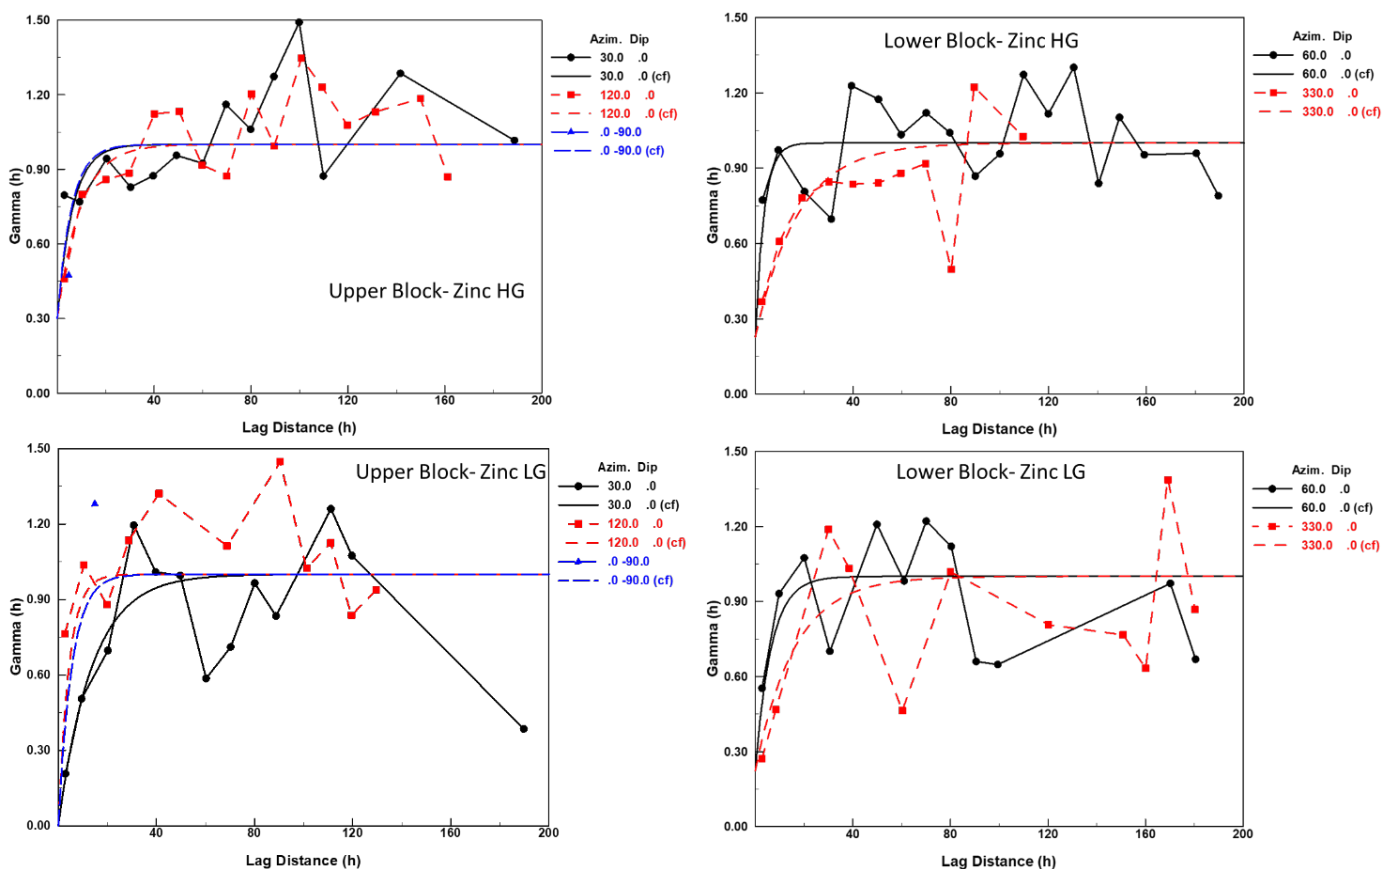 1.50
1.20
0.90
0.60
0.30
0.00
Gamma (h)
40
80
120
160
200
Lag Distance (h)
Upper Block- Zinc HG
Azim. Dip
30.0 .0
30.0 .0 (cf)
120.0 .0
120.0 .0 (cf)
.0 -90.0
.0 -90.0 (cf)
1.50
1.20
0.90
0.60
0.30
0.00
Gamma (h)
40
80
120
160
200
Lag Distance (h)
Lower Block- Zinc HG
Azim. Dip
60.0 .0
60.0 .0 (cf)
330.0 .0
330.0 .0 (cf)
1.50
1.20
0.90
0.60
0.30
0.00
Gamma (h)
40
80
120
160
200
Lag Distance (h)
Upper Block- Zinc LG
Azim. Dip
30.0 .0
30.0 .0 (cf)
120.0 .0
120.0 .0 (cf)
.0 -90.0
.0 -90.0 (cf)
1.50
1.20
0.90
0.60
0.30
0.00
Gamma (h)
40
80
120
160
200
Lag Distance (h)
Lower Block- Zinc LG
Azim. Dip
60.0 .0
60.0 .0 (cf)
330.0 .0
330.0 .0 (cf)